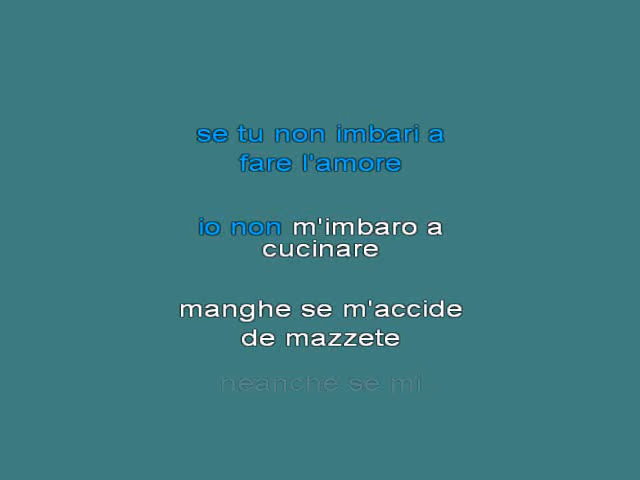 se tu non imbari a
fare l'amore
io non m'imbaro a
cucinare
manghe se m'accide
de mazzete
neanche se mi